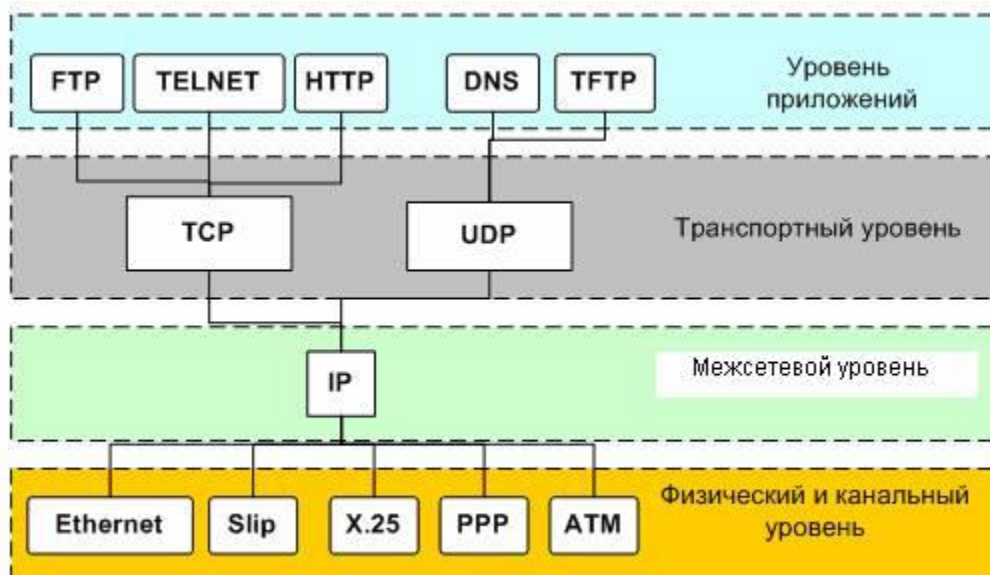 FTP TELNET HTTP DNS TFTP
Уровень
приложений
TCP UDP
Транспортный уровень
IP
Межсетевой уровень
Ethernet Slip X.25 PPP ATM
Физический и канальный
уровень